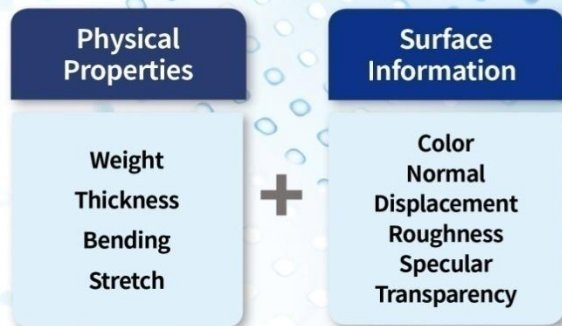 Physical
Properties
Weight
Thickness
Bending
Stretch
+
Surface
Information
Color
Normal
Displacement
Roughness
Specular
Transparency